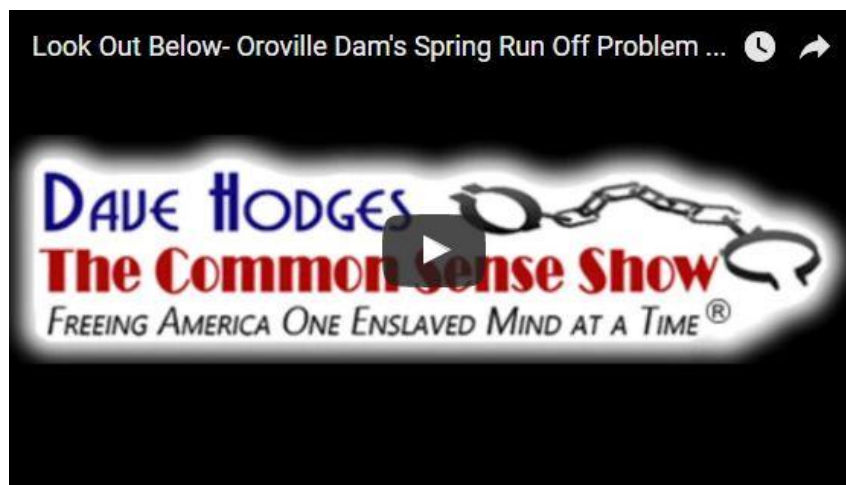 Look Out Below- Oroville Dam's Spring Run Off Problem ...
DAVE HODGES
The Common Sense Show
FREEING AMERICA ONE ENSLAVED MIND AT A TIME ®